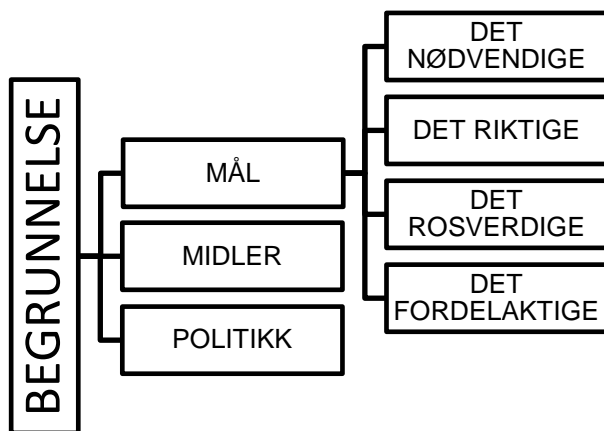 BEGRUNNELSE
MÅL
MIDLER
POLITIKK
DET
NØDVENDIGE
DET RIKTIGE
DET
ROSVERDIGE
DET
FORDELAKTIGE